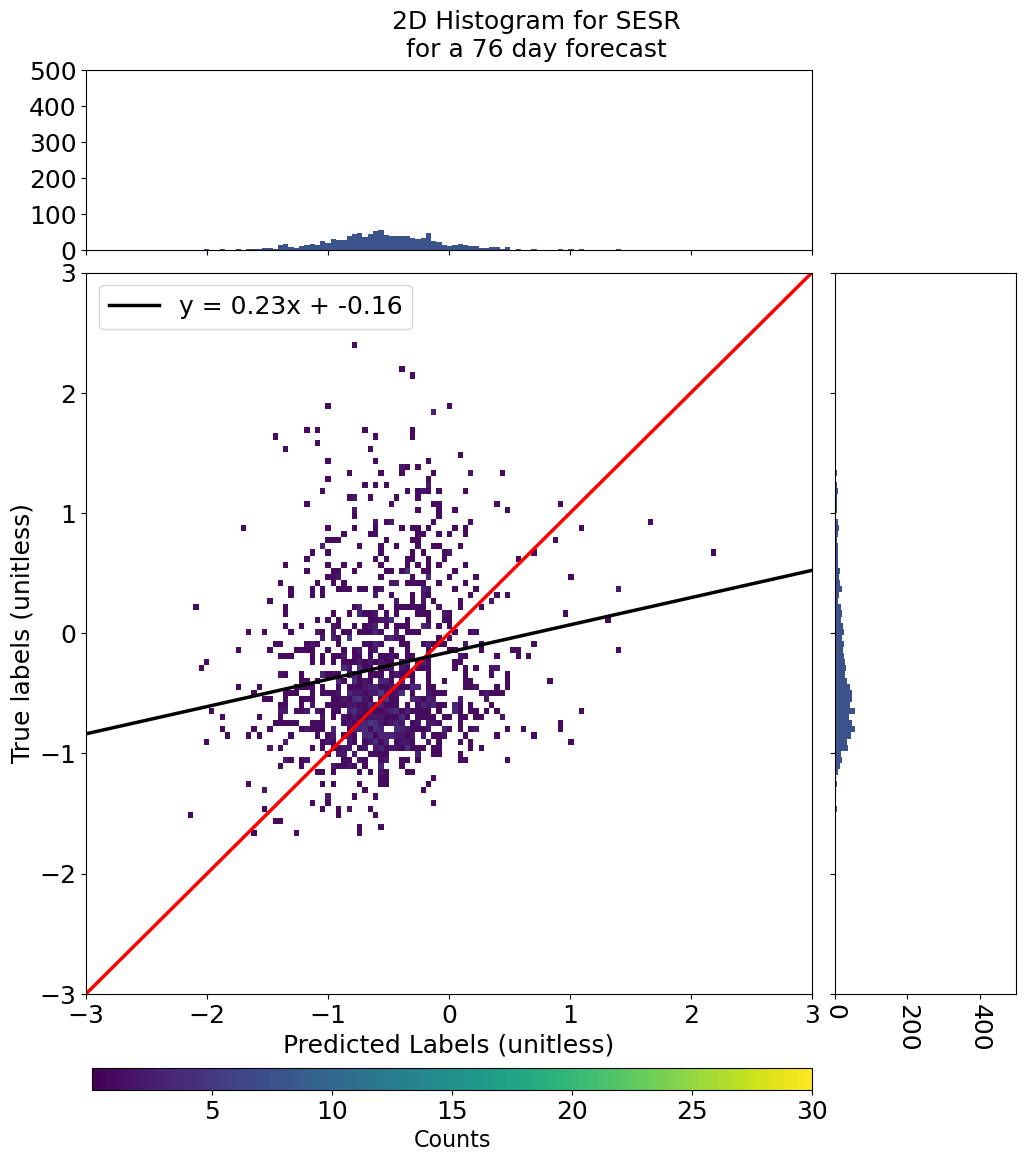 2D Histogram for SESR
for a 76 day forecast
500
400
300
200
100
0
3
2
1
0
−1
−2
−3
True labels (unitless)
y = 0.23x + -0.16
−3 −2 −1 0 1 2 3
Predicted Labels (unitless)
0 200 400
5 10 15 20 25 30
Counts